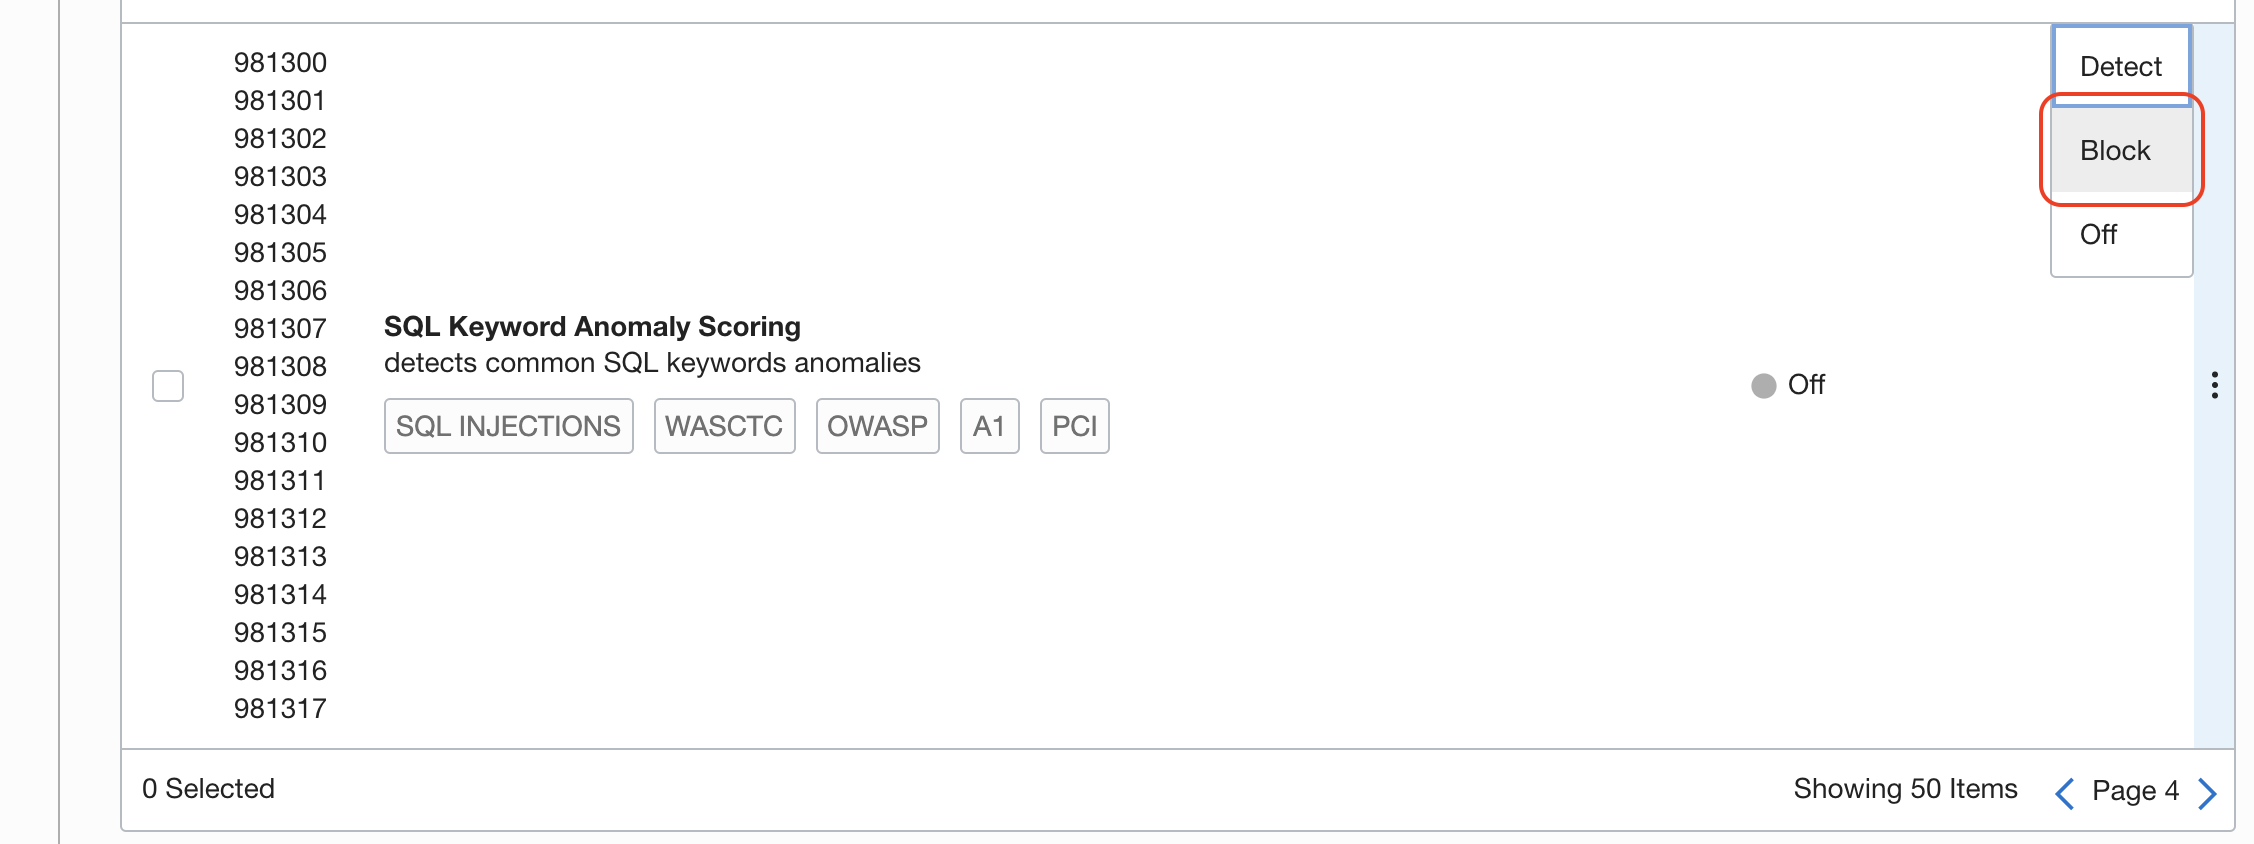 981300
981301
981302
981303
981304
981305
981306
981307
981308
981309
981310
981311
981312
981313
981314
981315
981316
981317
SQL Keyword Anomaly Scoring
detects common SQL keywords anomalies
SQL INJECTIONS WASCTC OWASP A1 PCI
Off
Detect
Block
Off
0 Selected
Showing 50 Items Page 4